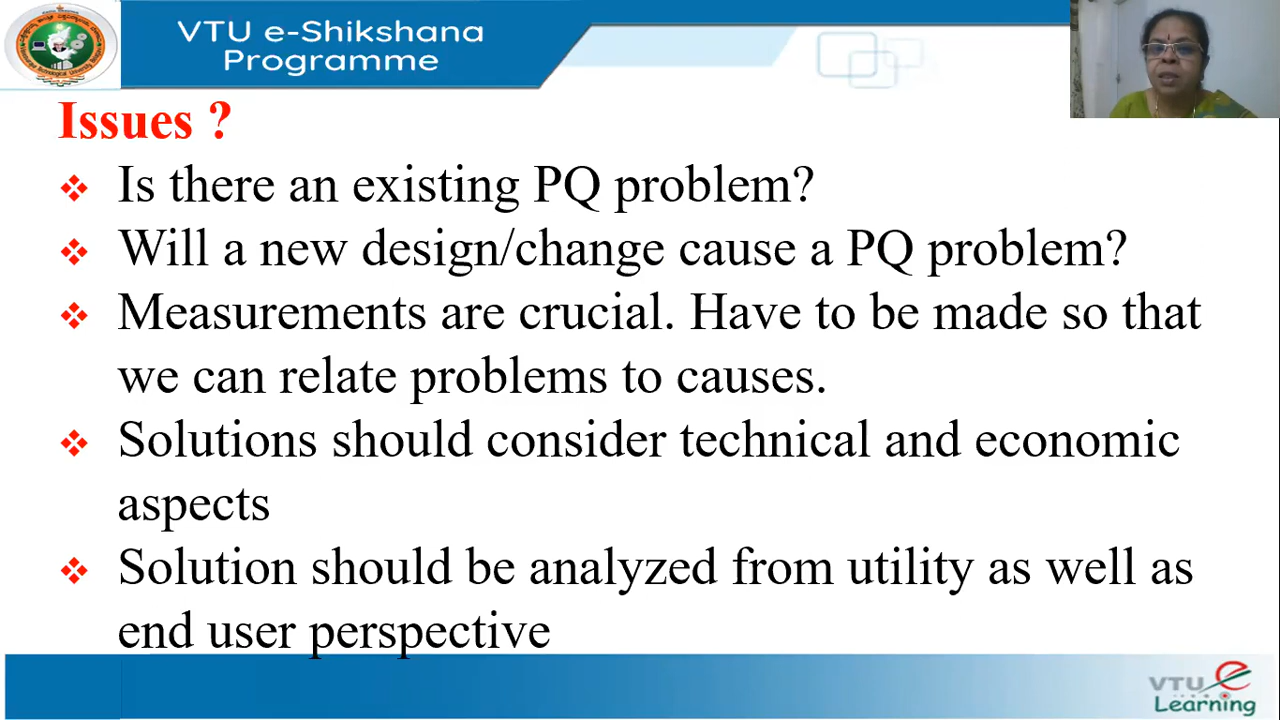 VTU e-Shikshana
Programme
Issues ?
❖ Is there an existing PQ problem?
❖ Will a new design/change cause a PQ problem?
❖ Measurements are crucial. Have to be made so that
we can relate problems to causes.
❖ Solutions should consider technical and economic
aspects
❖ Solution should be analyzed from utility as well as
end user perspective
VTU e
Learning